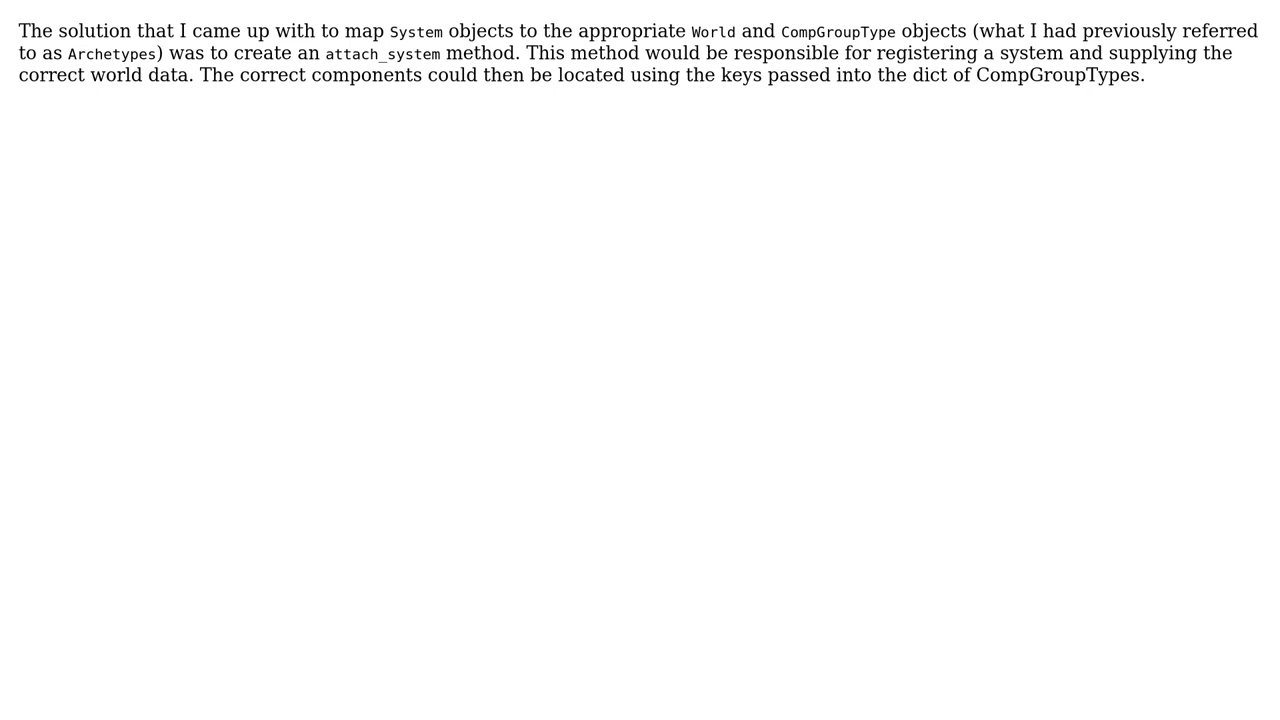 The solution that I came up with to map System objects to the appropriate World and CompGroupType objects (what I had previously referred
to as Archetypes) was to create an attach_system method. This method would be responsible for registering a system and supplying the
correct world data. The correct components could then be located using the keys passed into the dict of CompGroupTypes.